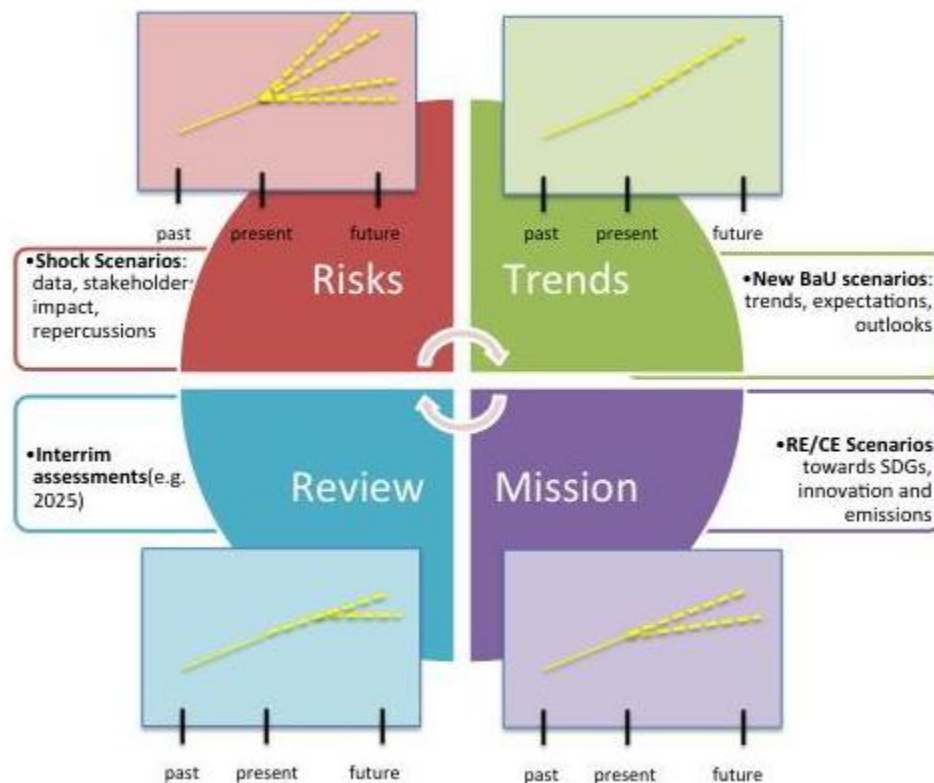 past present future
past present future
•Shock Scenarios:
data, stakeholder
impact,
repercussions
Risks
Trends
•New BaU scenarios:
trends, expectations,
outlooks
•Interrim
assessments(e.g.
2025)
Review
Mission
•RE/CE Scenarios
towards SDGs,
innovation and
emissions
past present future
past present future